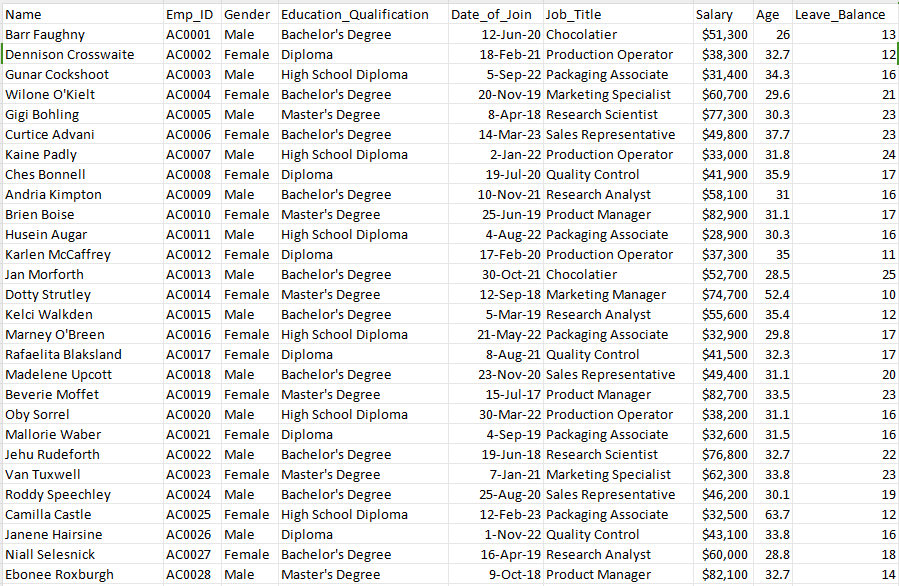 Name Emp_ID Gender Education_Qualification Date_of_Join Job_Title Salary Age Leave_Balance
Barr Faughny AC0001 Male Bachelor's Degree 12-Jun-20 Chocolatier $51,300 26 13
Dennison Crosswaite AC0002 Female Diploma 18-Feb-21 Production Operator $38,300 32.7 12
Gunar Cockshoot AC0003 Male High School Diploma 5-Sep-22 Packaging Associate $31,400 34.3 16
Wilone O'Kielt AC0004 Female Bachelor's Degree 20-Nov-19 Marketing Specialist $60,700 29.6 21
Gigi Bohling AC0005 Male Master's Degree 8-Apr-18 Research Scientist $77,300 30.3 23
Curtice Advani AC0006 Female Bachelor's Degree 14-Mar-23 Sales Representative $49,800 37.7 23
Kaine Padly AC0007 Male High School Diploma 2-Jan-22 Production Operator $33,000 31.8 24
Ches Bonnell AC0008 Female Diploma 19-Jul-20 Quality Control $41,900 35.9 17
Andria Kimpton AC0009 Male Bachelor's Degree 10-Nov-21 Research Analyst $58,100 31 16
Brien Boise AC0010 Female Master's Degree 25-Jun-19 Product Manager $82,900 31.1 17
Husein Augar AC0011 Male High School Diploma 4-Aug-22 Packaging Associate $28,900 30.3 16
Karlen McCaffrey AC0012 Female Diploma 17-Feb-20 Production Operator $37,300 35 11
Jan Morforth AC0013 Male Bachelor's Degree 30-Oct-21 Chocolatier $52,700 28.5 25
Dotty Strutley AC0014 Female Master's Degree 12-Sep-18 Marketing Manager $74,700 52.4 10
Kelci Walkden AC0015 Male Bachelor's Degree 5-Mar-19 Research Analyst $55,600 35.4 12
Marney O'Breen AC0016 Female High School Diploma 21-May-22 Packaging Associate $32,900 29.8 17
Rafaelita Blaksland AC0017 Female Diploma 8-Aug-21 Quality Control $41,500 32.3 17
Madelene Upcott AC0018 Male Bachelor's Degree 23-Nov-20 Sales Representative $49,400 31.1 20
Beverie Moffet AC0019 Female Master's Degree 15-Jul-17 Product Manager $82,700 33.5 23
Oby Sorrel AC0020 Male High School Diploma 30-Mar-22 Production Operator $38,200 31.1 16
Mallorie Waber AC0021 Female Diploma 4-Sep-19 Packaging Associate $32,600 31.5 16
Jehu Rudeforth AC0022 Male Bachelor's Degree 19-Jun-18 Research Scientist $76,800 32.7 22
Van Tuxwell AC0023 Female Master's Degree 7-Jan-21 Marketing Specialist $62,300 33.8 23
Roddy Speechley AC0024 Male Bachelor's Degree 25-Aug-20 Sales Representative $46,200 30.1 19
Camilla Castle AC0025 Female High School Diploma 12-Feb-23 Packaging Associate $32,500 63.7 12
Janene Hairsine AC0026 Male Diploma 1-Nov-22 Quality Control $43,100 33.8 16
Niall Selesnick AC0027 Female Bachelor's Degree 16-Apr-19 Research Analyst $60,000 28.8 18
Ebonee Roxburgh AC0028 Male Master's Degree 9-Oct-18 Product Manager $82,100 32.7 14